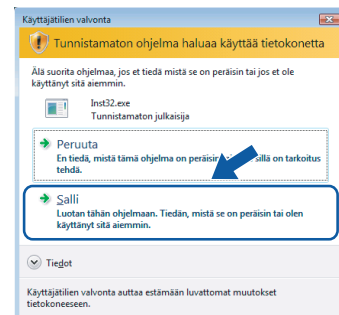 Käyttäjätilien valvonta
Tunnistamaton ohjelma haluaa käyttää tietokonetta
Älä suorita ohjelmaa, jos et tiedä mistä se on peräisin tai jos et ole
käyttänyt sitä aiemmin.
Inst32.exe
Tunnistamaton julkaisija
Peruuta
En tiedä, mistä tämä ohjelma on peräisin sillä on tarkoitus
tehdä.
Salli
Luotan tähän ohjelmaan. Tiedän, mistä se on peräisin tai olen
käyttänyt sitä aiemmin.
Tiedot
Käyttäjätilien valvonta auttaa estämään luvattomat muutokset
tietokoneeseen.